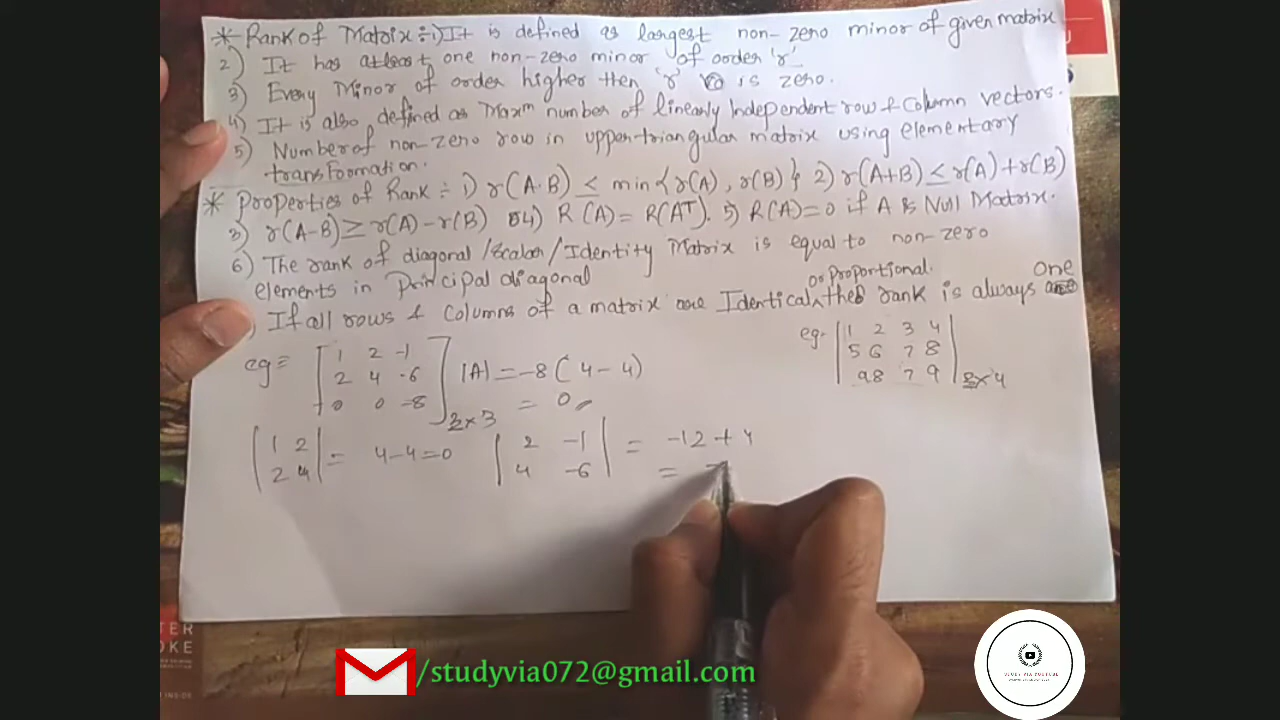 * Rank of Matrix ÷ 1) It is defined as largest non-zero minor of given matrix
2) It has atleast one non-zero minor of order 'r'
3) Every Minor of order higher then 'r' is zero.
4) It is also defined as Maxm number of linearly Independent row & Column vectors.
5) Number of non-zero row in upper triangular matrix using elementary
transformation.
* Properties of Rank ÷ 1) r(A·B) ≤ min{r(A), r(B)} 2) r(A+B) ≤ r(A)+r(B)
3) r(A-B) ≥ r(A)-r(B) 4) R(A)= R(AT). 5) R(A)=0 if A is Null Matrix.
6) The rank of diagonal/Scalar/Identity Matrix is equal to non-zero
elements in Principal diagonal
or proportional. one
) If all rows & Columns of a matrix are Identical, then rank is always
eg= [1 2 -1
2 4 -6
0 0 -8] 3×3
|A| = -8(4-4)
= 0
eg- |1 2 3 4
5 6 7 8
9 8 7 9| 3×4
|1 2
2 4| = 4-4=0
|2 -1
4 -6| = -12+4
= -
/studyvia072@gmail.com
STUDY VIA YOUTUBE
TER
OKE
INSIDE